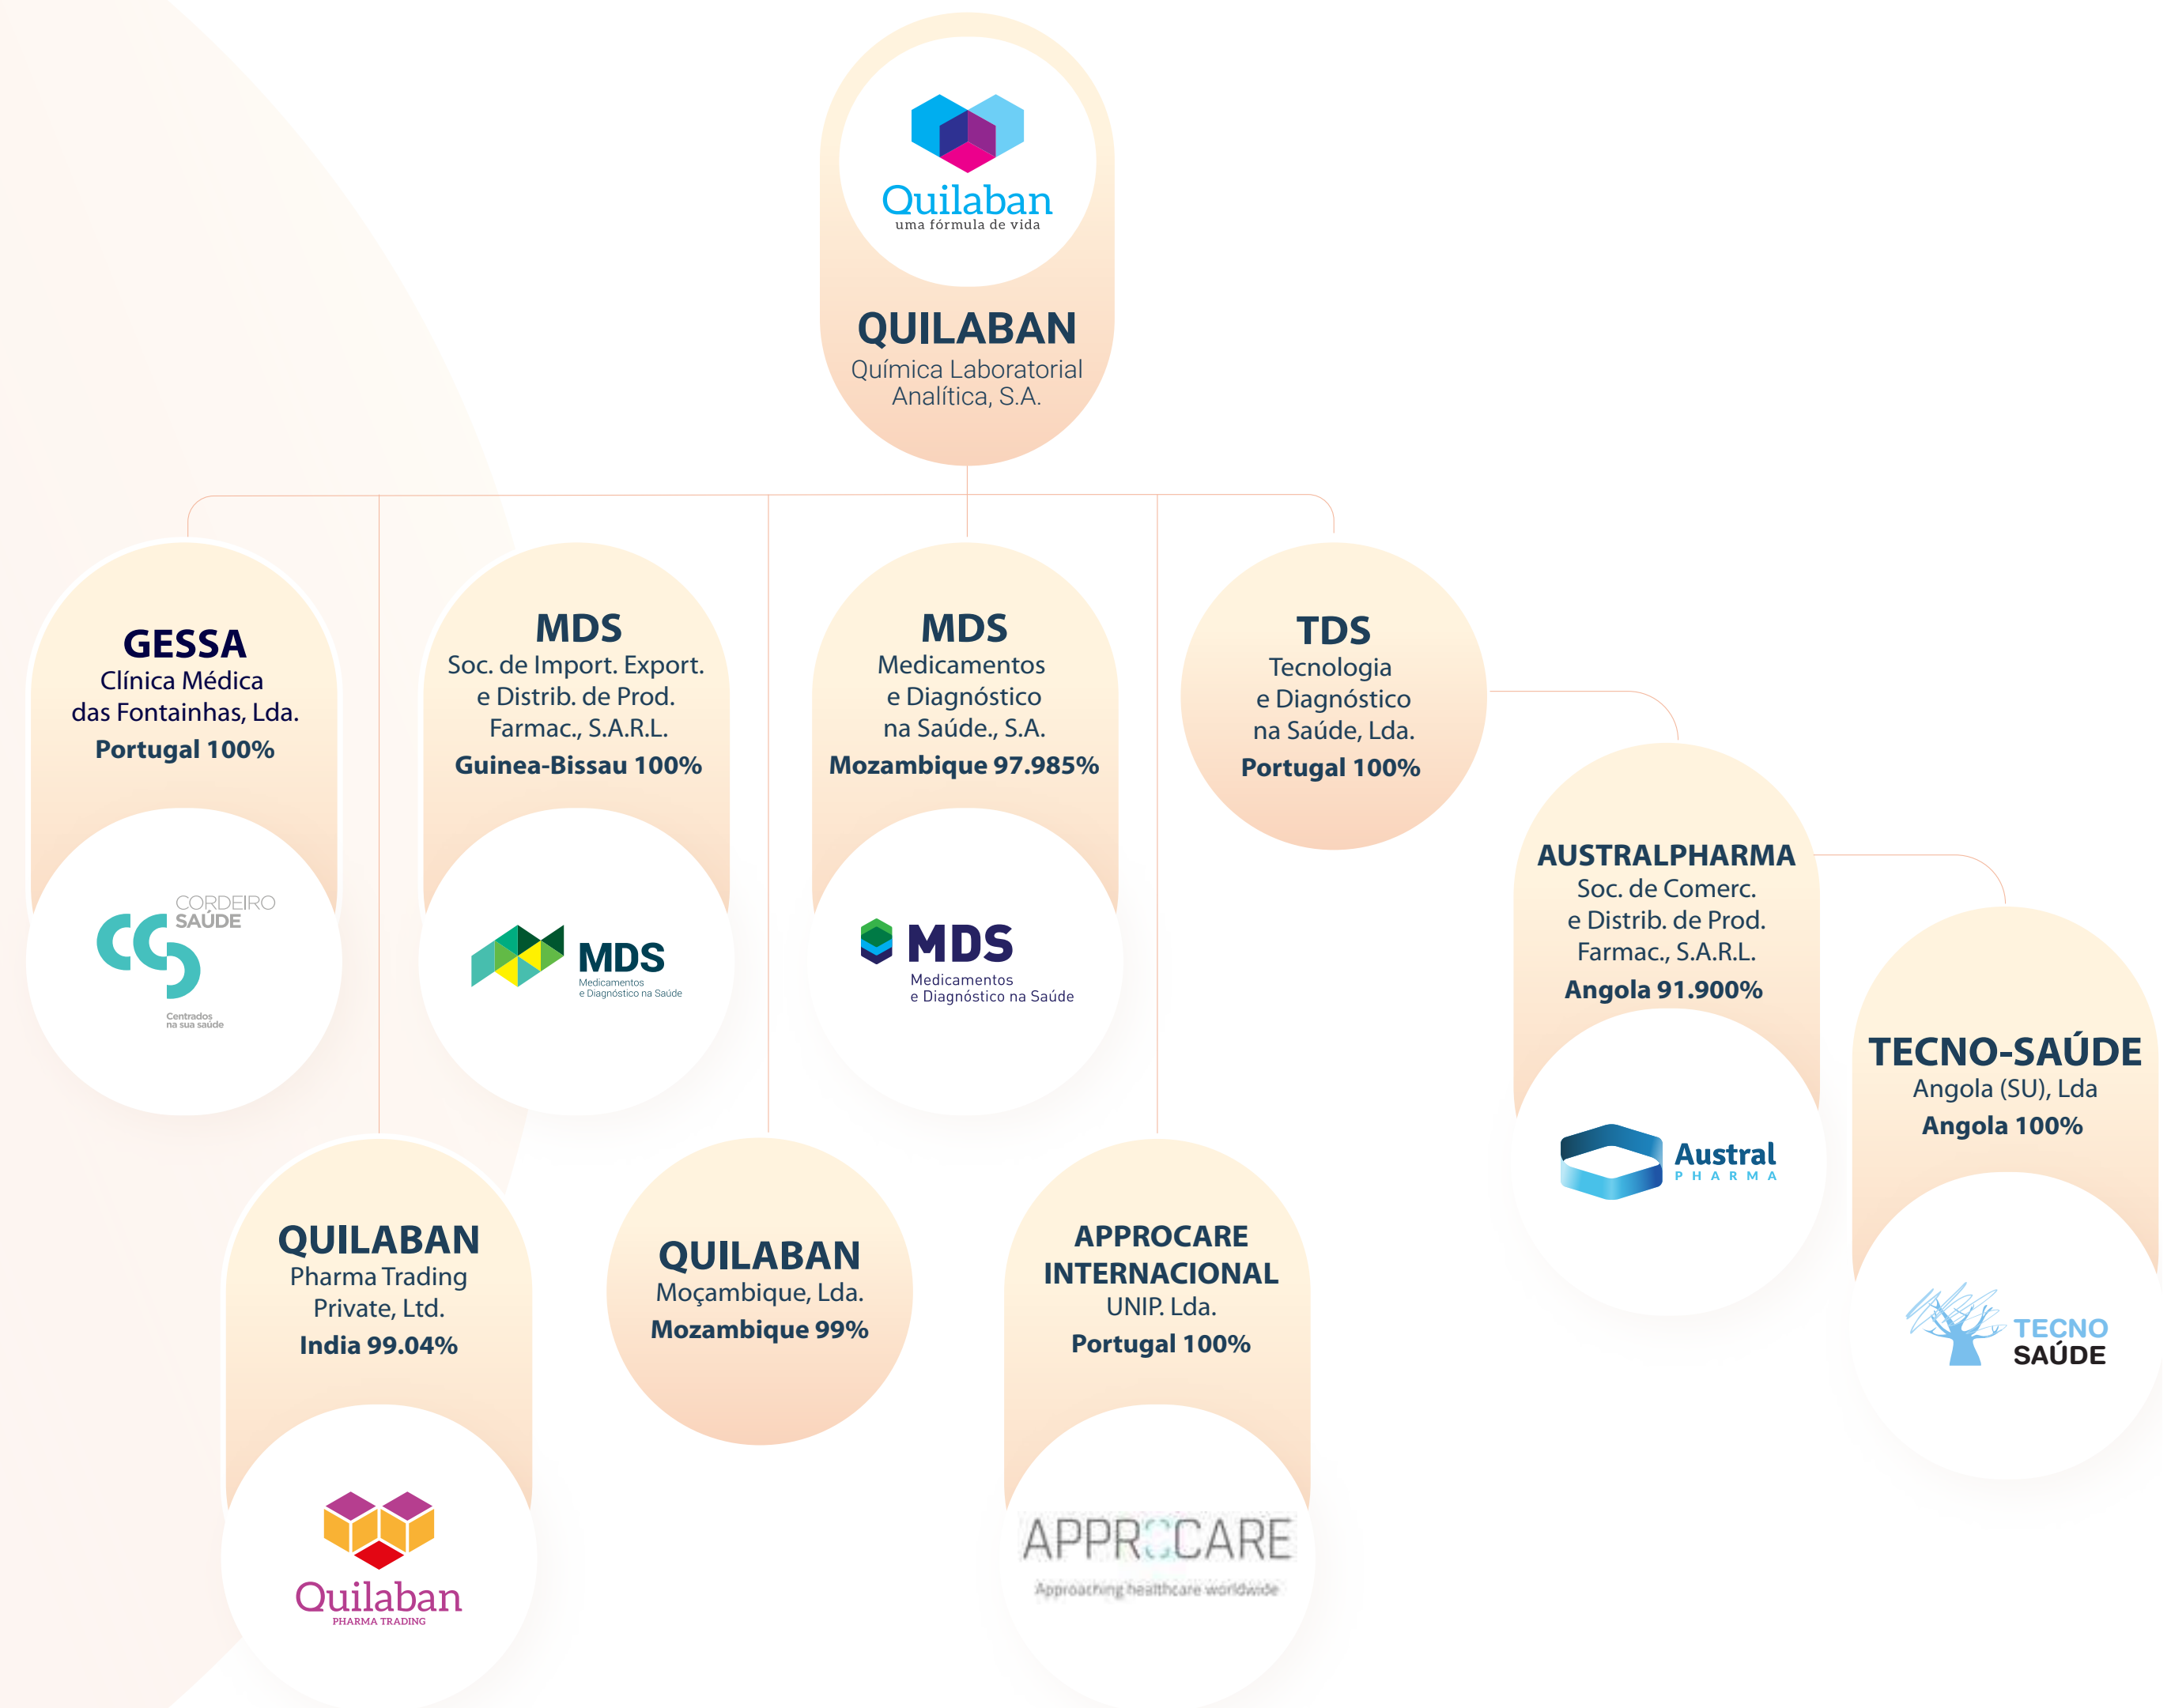 Quilaban
uma fórmula de vida
QUILABAN
Química Laboratorial
Analítica, S.A.
GESSA
Clínica Médica
das Fontainhas, Lda.
Portugal 100%
CORDEIRO
SAÚDE
Centrados
na sua saúde
MDS
Soc. de Import. Export.
e Distrib. de Prod.
Farmac., S.A.R.L.
Guinea-Bissau 100%
MDS
Medicamentos
e Diagnóstico na Saúde
MDS
Medicamentos
e Diagnóstico
na Saúde., S.A.
Mozambique 97.985%
MDS
Medicamentos
e Diagnóstico na Saúde
TDS
Tecnologia
e Diagnóstico
na Saúde, Lda.
Portugal 100%
AUSTRALPHARMA
Soc. de Comerc.
e Distrib. de Prod.
Farmac., S.A.R.L.
Angola 91.900%
Austral
PHARMA
TECNO-SAÚDE
Angola (SU), Lda
Angola 100%
TECNO
SAÚDE
QUILABAN
Pharma Trading
Private, Ltd.
India 99.04%
Quilaban
PHARMA TRADING
QUILABAN
Moçambique, Lda.
Mozambique 99%
APPROCARE
INTERNACIONAL
UNIP. Lda.
Portugal 100%
APPROCARE
Approaching healthcare worldwide